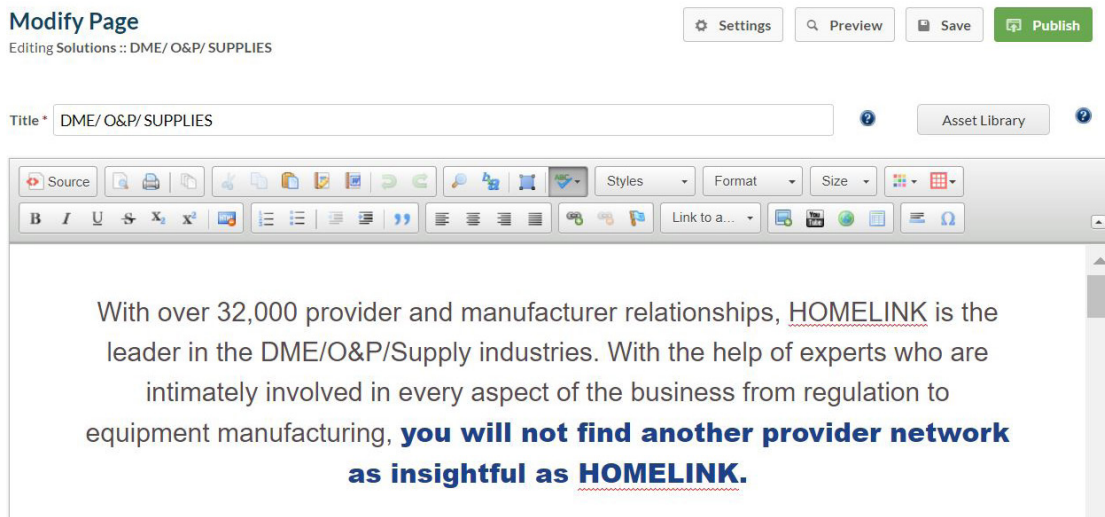 Modify Page
Editing Solutions :: DME/ O&P/ SUPPLIES
Settings
Preview
Save
Publish
Title *
DME/ O&P/ SUPPLIES
Asset Library
Source
ABC
Styles
Format
Size
B I U S X₂ X²
Link to a...
You Tube
Ω
With over 32,000 provider and manufacturer relationships, HOMELINK is the
leader in the DME/O&P/Supply industries. With the help of experts who are
intimately involved in every aspect of the business from regulation to
equipment manufacturing, you will not find another provider network
as insightful as HOMELINK.